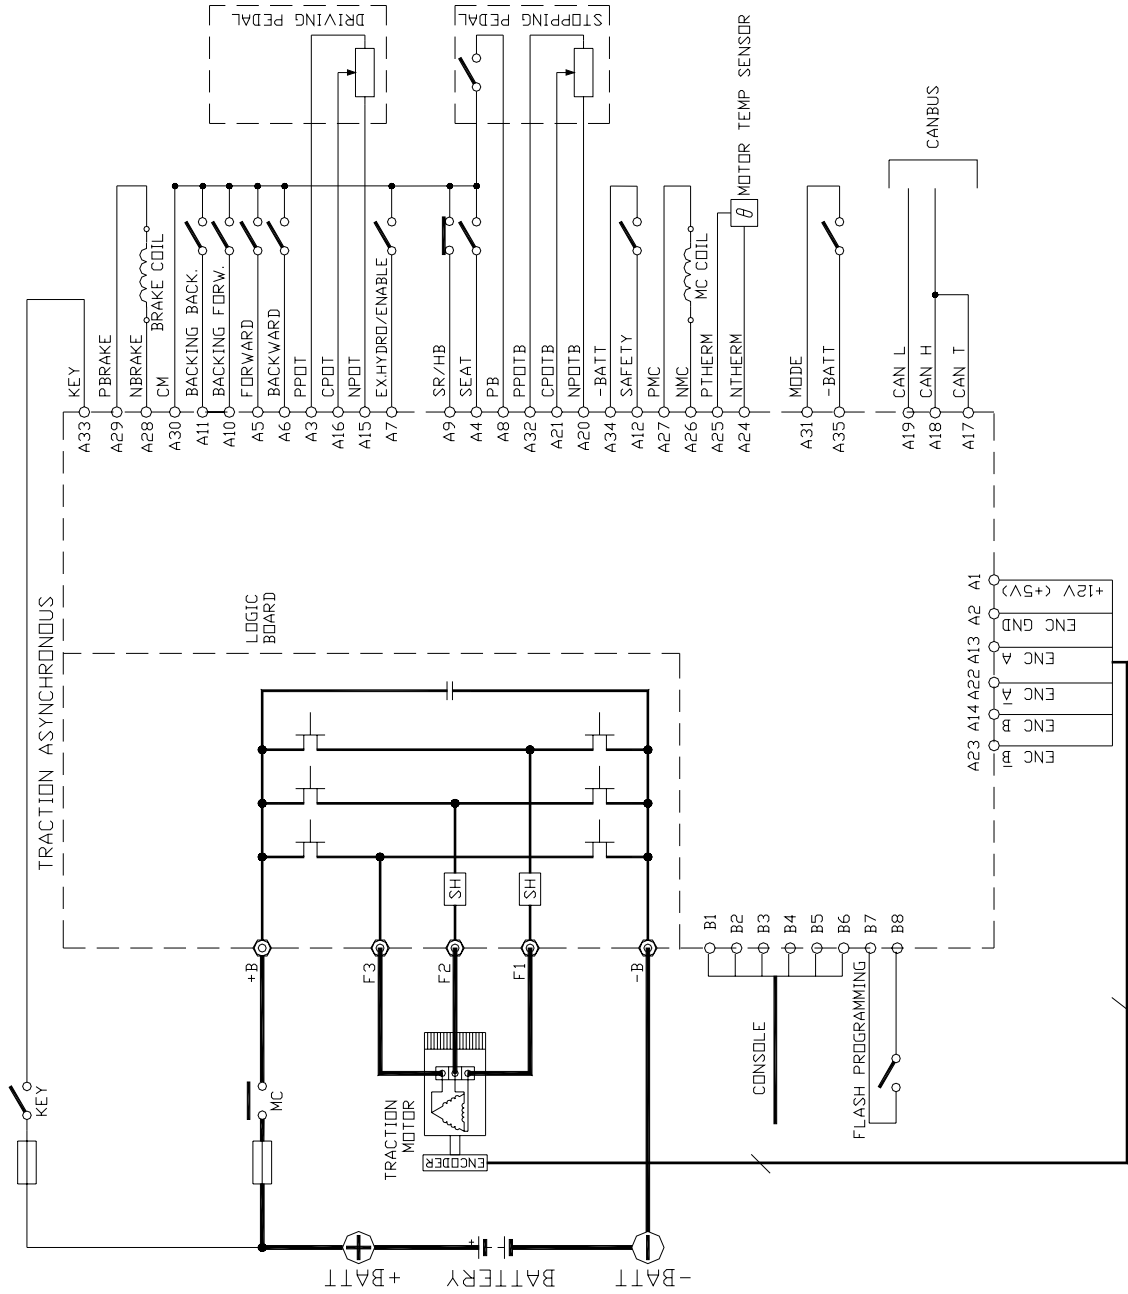 DRIVING PEDAL
STOPPING PEDAL
MOTOR TEMP SENSOR
θ
CANBUS
KEY
PBRAKE
NBRAKE
BRAKE COIL
CM
BACKING BACK.
BACKING FORW.
FORWARD
BACKWARD
PPOT
CPOT
NPOT
EX.HYDRO/ENABLE
SR/HB
SEAT
PB
PPOTB
CPOTB
NPOTB
-BATT
SAFETY
PMC
NMC
MC COIL
PTHERM
NTHERM
MODE
-BATT
CAN L
CAN H
CAN T
A33
A29
A28
A30
A11
A10
A5
A6
A3
A16
A15
A7
A9
A4
A8
A32
A21
A20
A34
A12
A27
A26
A25
A24
A31
A35
A19
A18
A17
TRACTION ASYNCHRONOUS
LOGIC
BOARD
A1
+12V (+5V)
A2
ENC GND
A13
ENC A
A22
ENC A̅
A14
ENC B
A23
ENC B̅
SH
SH
+B
F3
F2
F1
-B
B1
B2
B3
B4
B5
B6
B7
B8
CONSOLE
FLASH PROGRAMMING
KEY
MC
TRACTION
MOTOR
ENCODER
+BATT
+
BATTERY
-BATT